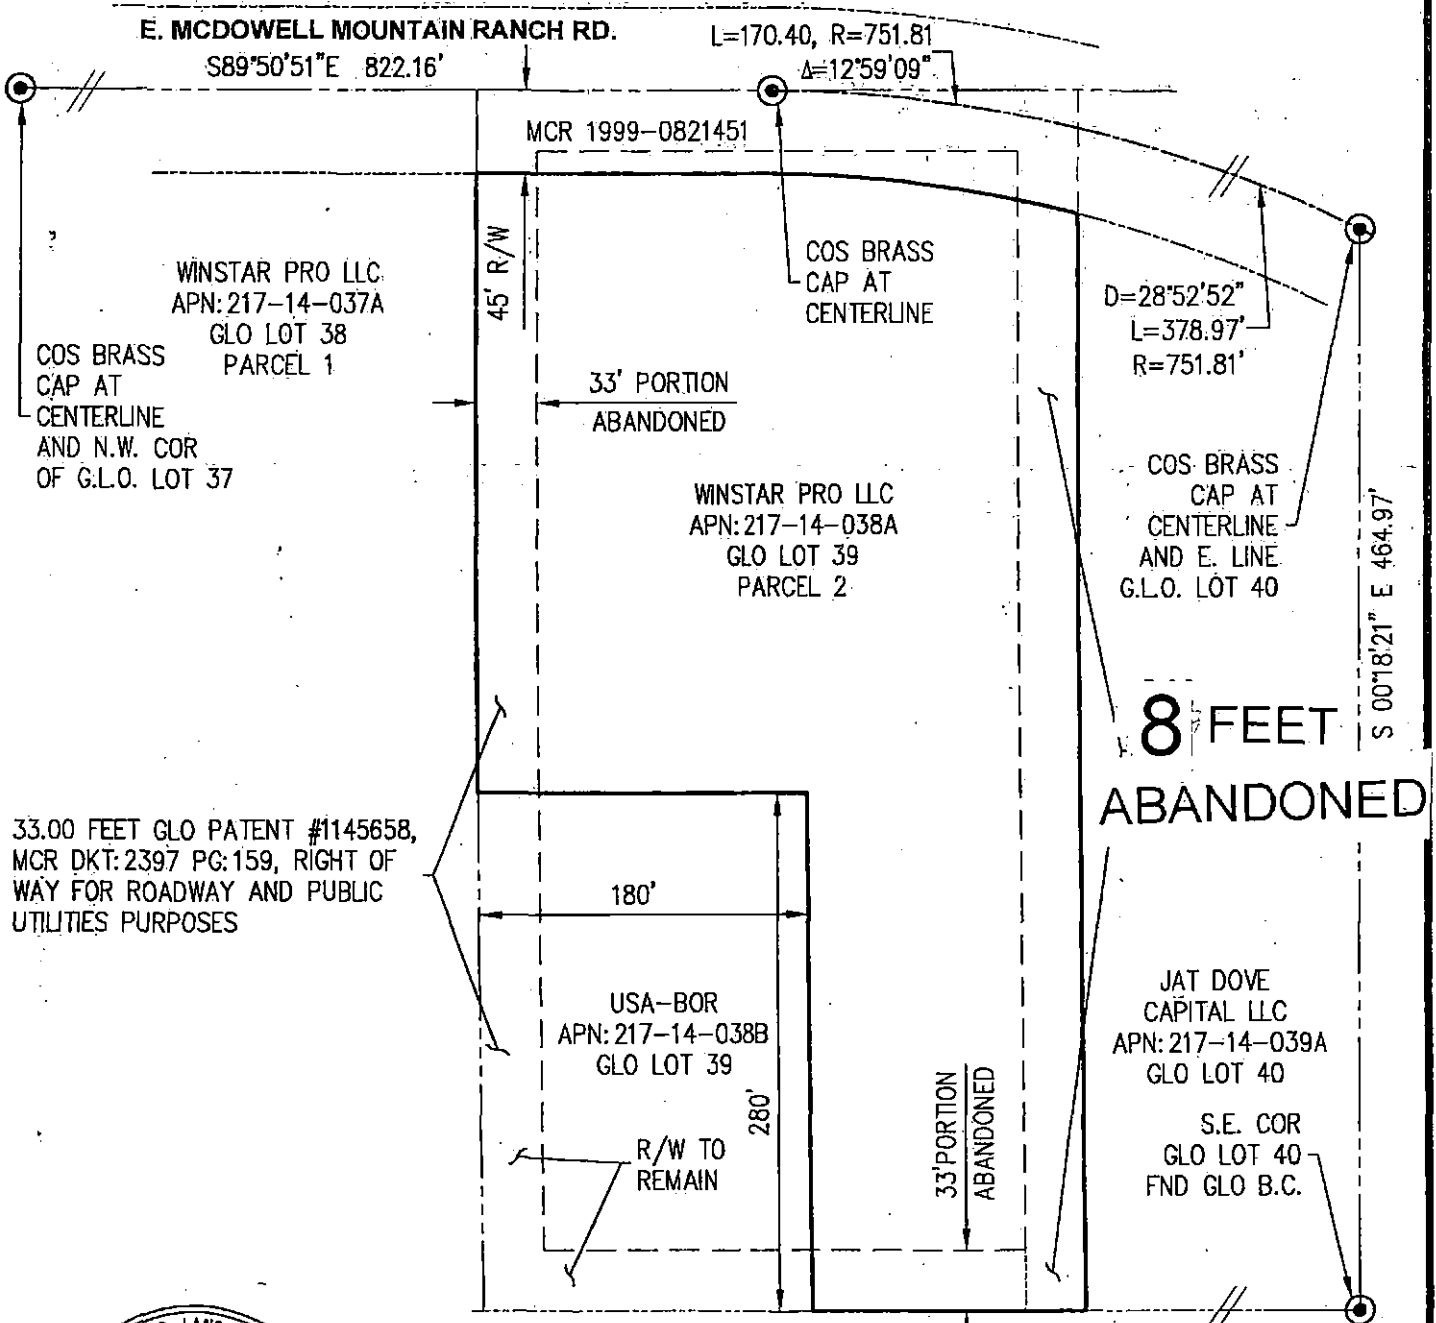 E. MCDOWELL MOUNTAIN RANCH RD.
S89°50'51"E 822.16'
L=170.40, R=751.81
Δ=12°59'09"
MCR 1999-0821451
45' R/W
WINSTAR PRO LLC
APN: 217-14-037A
GLO LOT 38
PARCEL 1
COS BRASS
CAP AT
CENTERLINE
AND N.W. COR
OF G.L.O. LOT 37
COS BRASS
CAP AT
CENTERLINE
D=28°52'52"
L=378.97'
R=751.81'
33' PORTION
ABANDONED
WINSTAR PRO LLC
APN: 217-14-038A
GLO LOT 39
PARCEL 2
COS BRASS
CAP AT
CENTERLINE
AND E. LINE
G.L.O. LOT 40
S 00°18'21" E 464.97'
8 FEET
ABANDONED
33.00 FEET GLO PATENT #1145658,
MCR DKT: 2397 PG: 159, RIGHT OF
WAY FOR ROADWAY AND PUBLIC
UTILITIES PURPOSES
180'
280'
USA-BOR
APN: 217-14-038B
GLO LOT 39
R/W TO
REMAIN
33' PORTION
ABANDONED
JAT DOVE
CAPITAL LLC
APN: 217-14-039A
GLO LOT 40
S.E. COR
GLO LOT 40
FND GLO B.C.